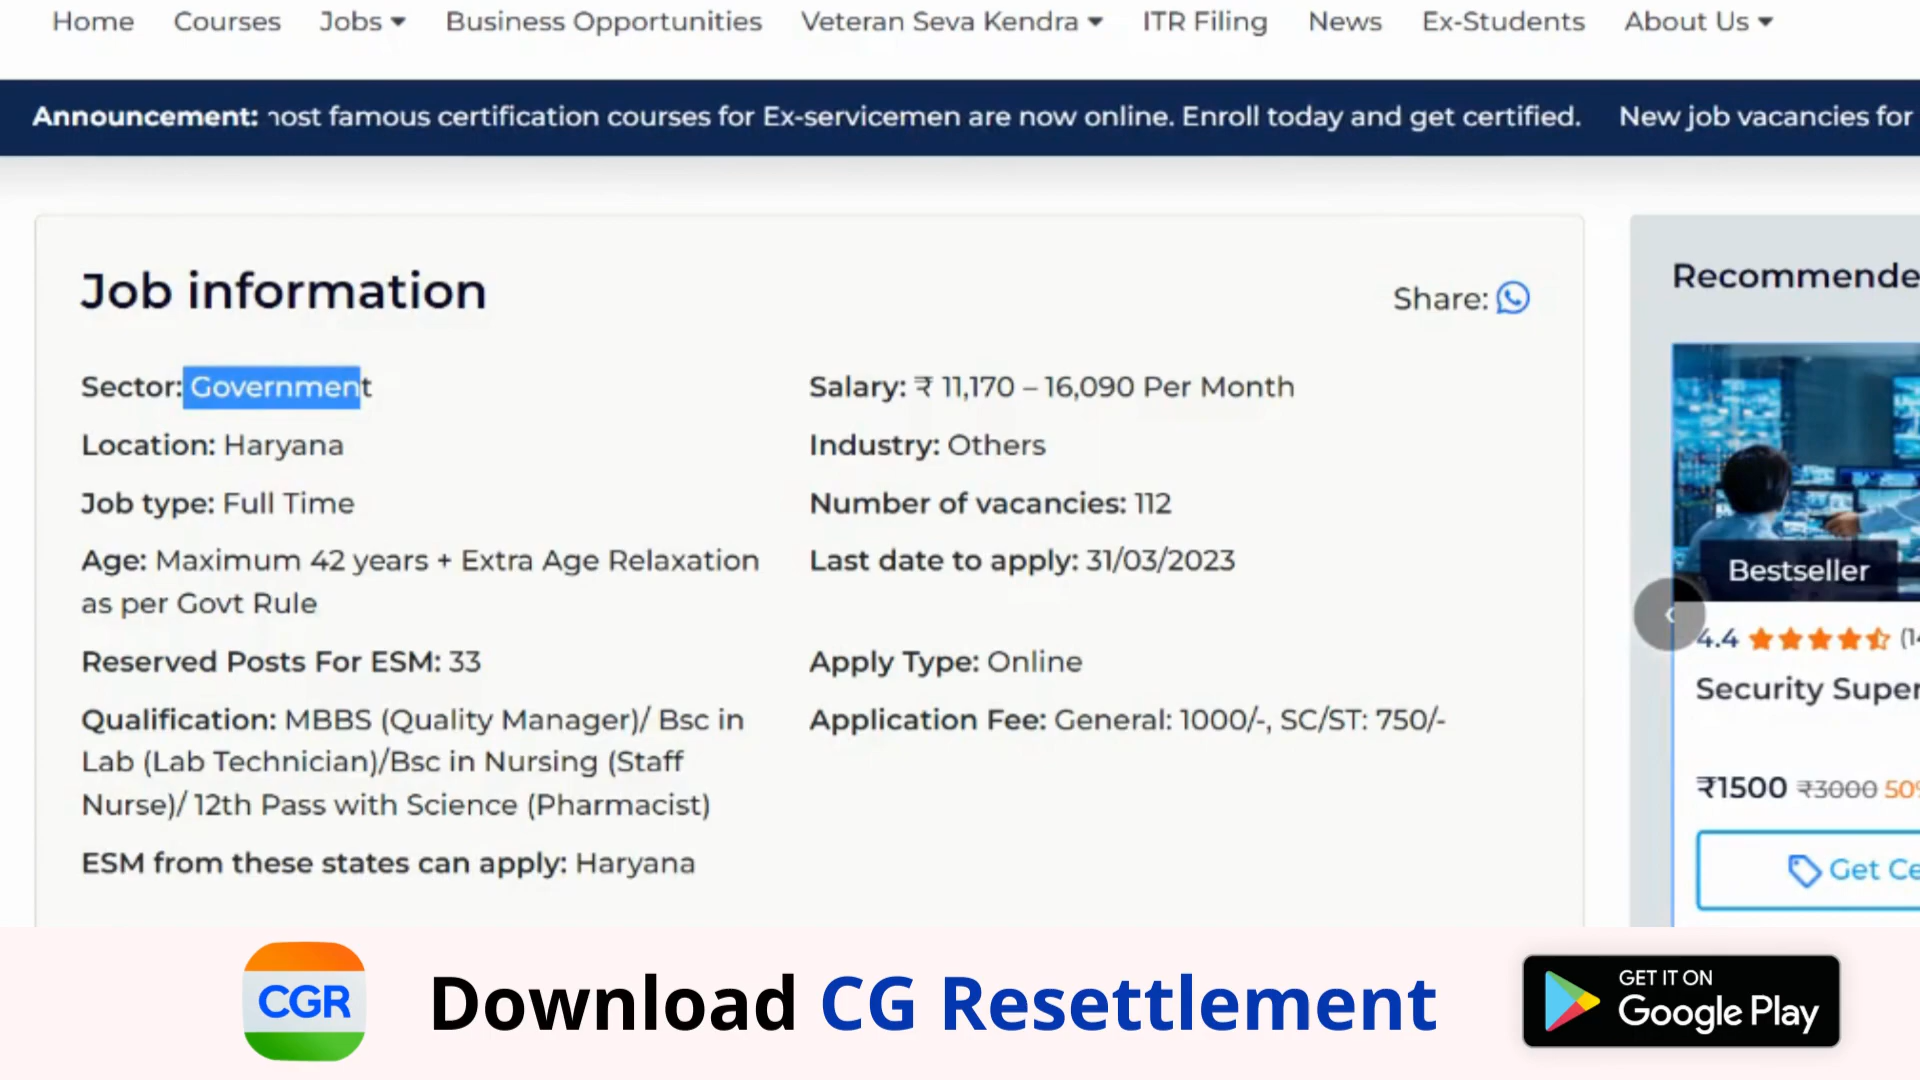 Home Courses Jobs Business Opportunities Veteran Seva Kendra ITR Filing News Ex-Students About Us
Announcement: most famous certification courses for Ex-servicemen are now online. Enroll today and get certified. New job vacancies for
Job information
Share:
Sector: Government
Salary: ₹ 11,170 – 16,090 Per Month
Location: Haryana
Industry: Others
Job type: Full Time
Number of vacancies: 112
Age: Maximum 42 years + Extra Age Relaxation
as per Govt Rule
Last date to apply: 31/03/2023
Reserved Posts For ESM: 33
Apply Type: Online
Qualification: MBBS (Quality Manager)/ Bsc in
Lab (Lab Technician)/Bsc in Nursing (Staff
Nurse)/ 12th Pass with Science (Pharmacist)
Application Fee: General: 1000/-, SC/ST: 750/-
ESM from these states can apply: Haryana
Recommende
Bestseller
4.4
Security Super
₹1500 ₹3000 50%
Get Ce
CGR
Download CG Resettlement
GET IT ON
Google Play